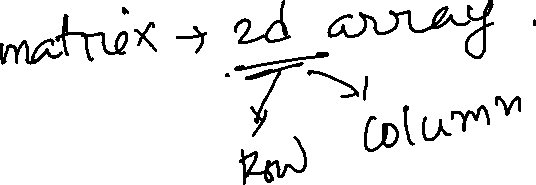 matrix → 2d array.
Row column